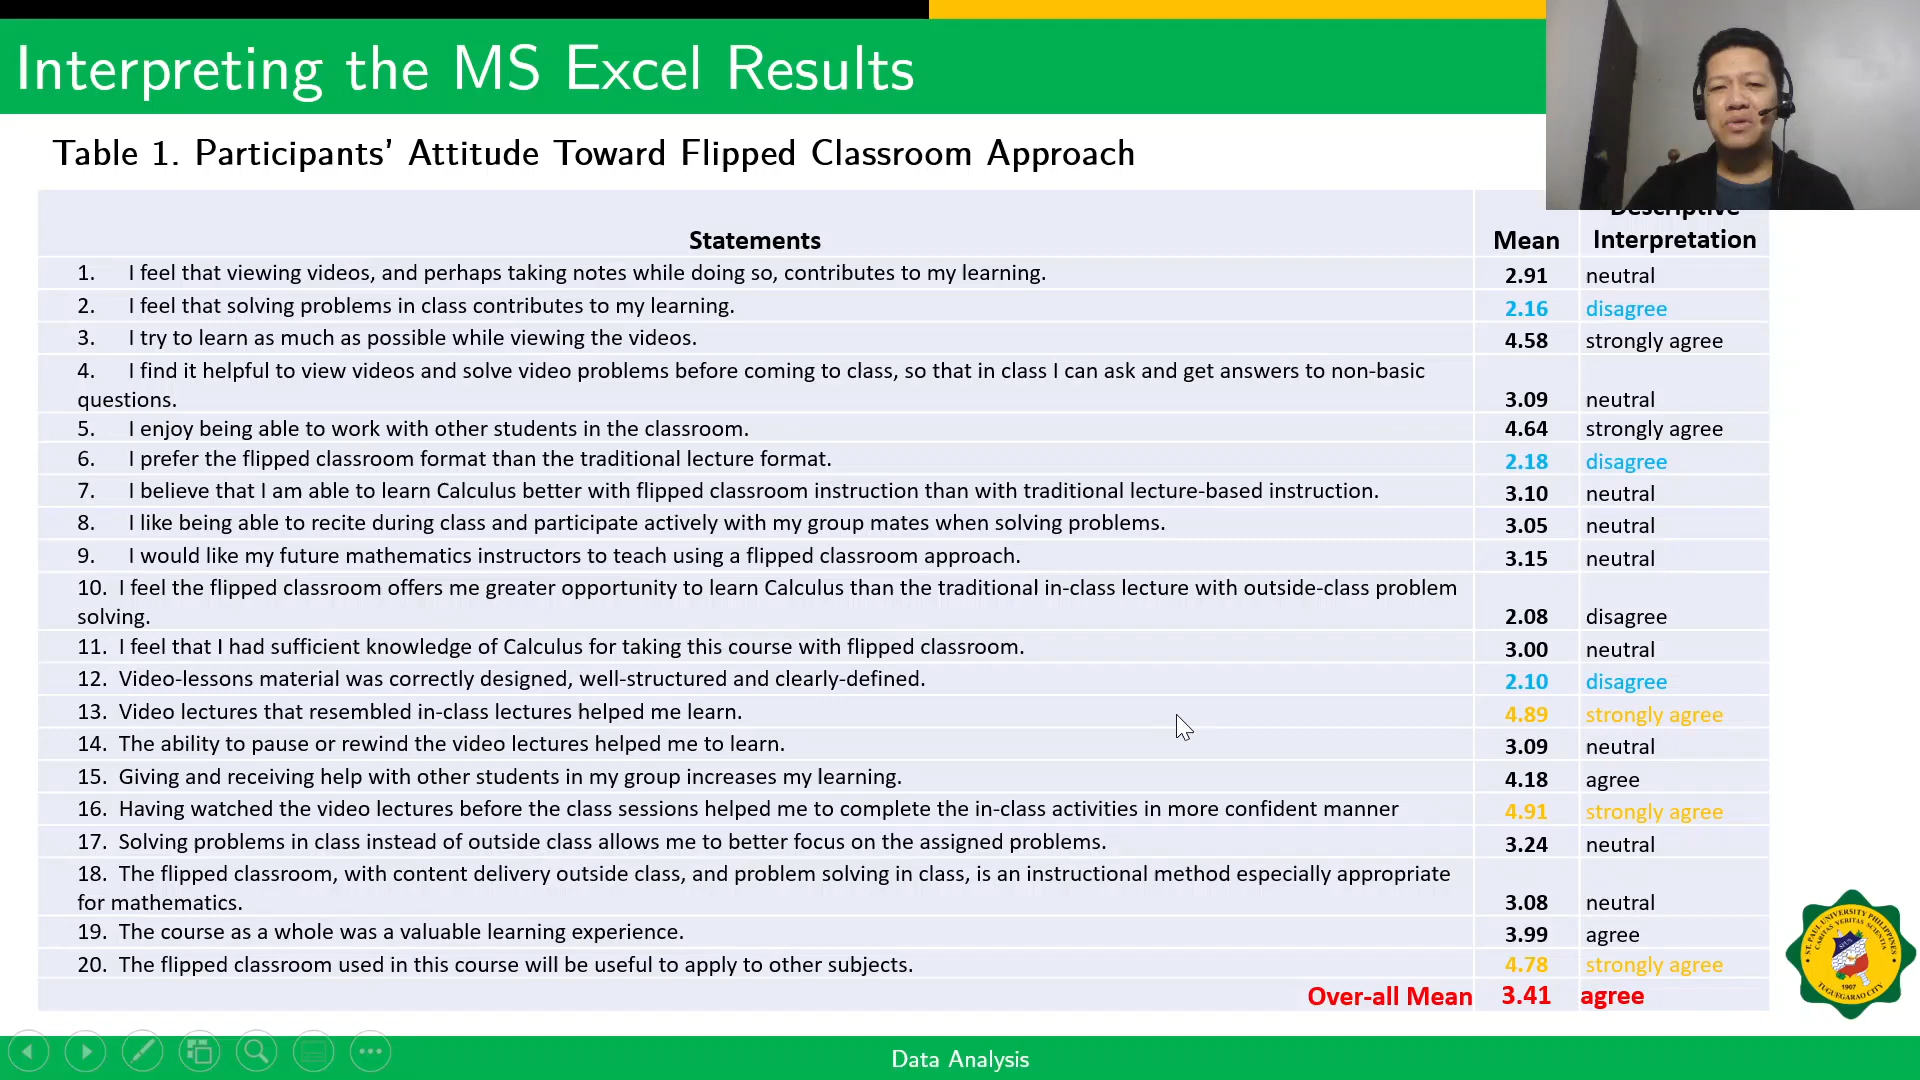 Interpreting the MS Excel Results
Table 1. Participants' Attitude Toward Flipped Classroom Approach
Statements Mean Descriptive Interpretation
1. I feel that viewing videos, and perhaps taking notes while doing so, contributes to my learning. 2.91 neutral
2. I feel that solving problems in class contributes to my learning. 2.16 disagree
3. I try to learn as much as possible while viewing the videos. 4.58 strongly agree
4. I find it helpful to view videos and solve video problems before coming to class, so that in class I can ask and get answers to non-basic
questions. 3.09 neutral
5. I enjoy being able to work with other students in the classroom. 4.64 strongly agree
6. I prefer the flipped classroom format than the traditional lecture format. 2.18 disagree
7. I believe that I am able to learn Calculus better with flipped classroom instruction than with traditional lecture-based instruction. 3.10 neutral
8. I like being able to recite during class and participate actively with my group mates when solving problems. 3.05 neutral
9. I would like my future mathematics instructors to teach using a flipped classroom approach. 3.15 neutral
10. I feel the flipped classroom offers me greater opportunity to learn Calculus than the traditional in-class lecture with outside-class problem
solving. 2.08 disagree
11. I feel that I had sufficient knowledge of Calculus for taking this course with flipped classroom. 3.00 neutral
12. Video-lessons material was correctly designed, well-structured and clearly-defined. 2.10 disagree
13. Video lectures that resembled in-class lectures helped me learn. 4.89 strongly agree
14. The ability to pause or rewind the video lectures helped me to learn. 3.09 neutral
15. Giving and receiving help with other students in my group increases my learning. 4.18 agree
16. Having watched the video lectures before the class sessions helped me to complete the in-class activities in more confident manner 4.91 strongly agree
17. Solving problems in class instead of outside class allows me to better focus on the assigned problems. 3.24 neutral
18. The flipped classroom, with content delivery outside class, and problem solving in class, is an instructional method especially appropriate
for mathematics. 3.08 neutral
19. The course as a whole was a valuable learning experience. 3.99 agree
20. The flipped classroom used in this course will be useful to apply to other subjects. 4.78 strongly agree
Over-all Mean 3.41 agree
ST. PAUL UNIVERSITY PHILIPPINES
CARITAS VERITAS SCIENTIA
SPUP
1907
TUGUEGARAO CITY
Data Analysis